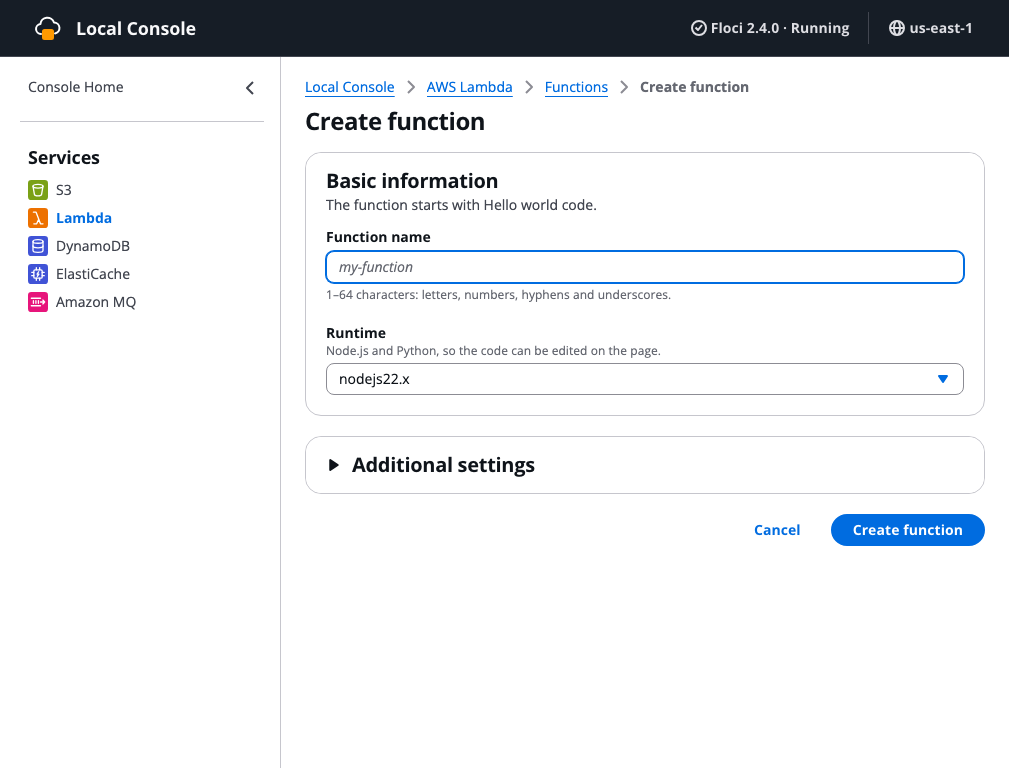 Local Console
Floci 2.4.0 · Running
us-east-1
Console Home
Services
S3
Lambda
DynamoDB
ElastiCache
Amazon MQ
Local Console
AWS Lambda
Functions
Create function
Create function
Basic information
The function starts with Hello world code.
Function name
my-function
1–64 characters: letters, numbers, hyphens and underscores.
Runtime
Node.js and Python, so the code can be edited on the page.
nodejs22.x
Additional settings
Cancel
Create function